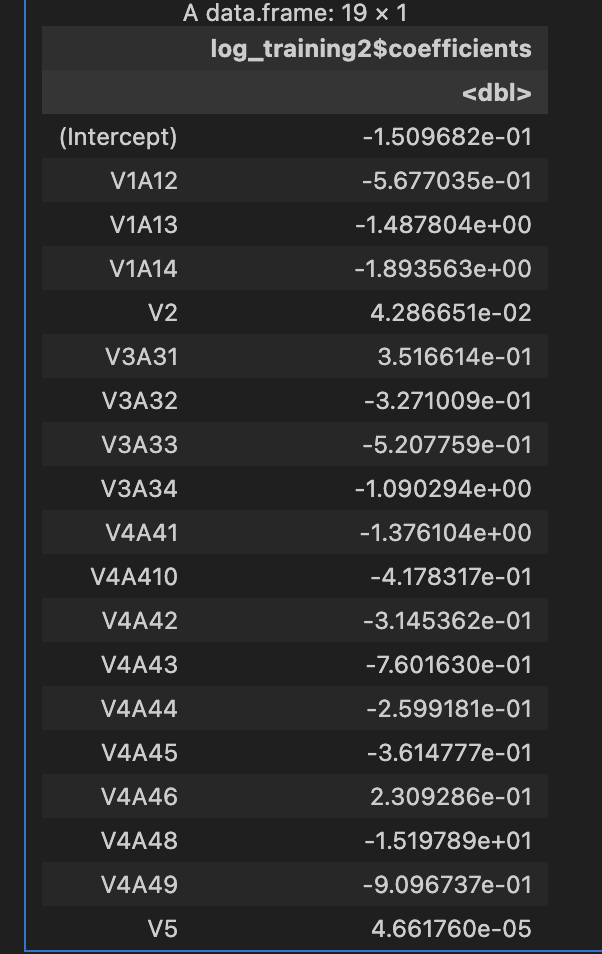 A data.frame: 19 × 1
log_training2$coefficients
<dbl>
(Intercept) -1.509682e-01
V1A12 -5.677035e-01
V1A13 -1.487804e+00
V1A14 -1.893563e+00
V2 4.286651e-02
V3A31 3.516614e-01
V3A32 -3.271009e-01
V3A33 -5.207759e-01
V3A34 -1.090294e+00
V4A41 -1.376104e+00
V4A410 -4.178317e-01
V4A42 -3.145362e-01
V4A43 -7.601630e-01
V4A44 -2.599181e-01
V4A45 -3.614777e-01
V4A46 2.309286e-01
V4A48 -1.519789e+01
V4A49 -9.096737e-01
V5 4.661760e-05